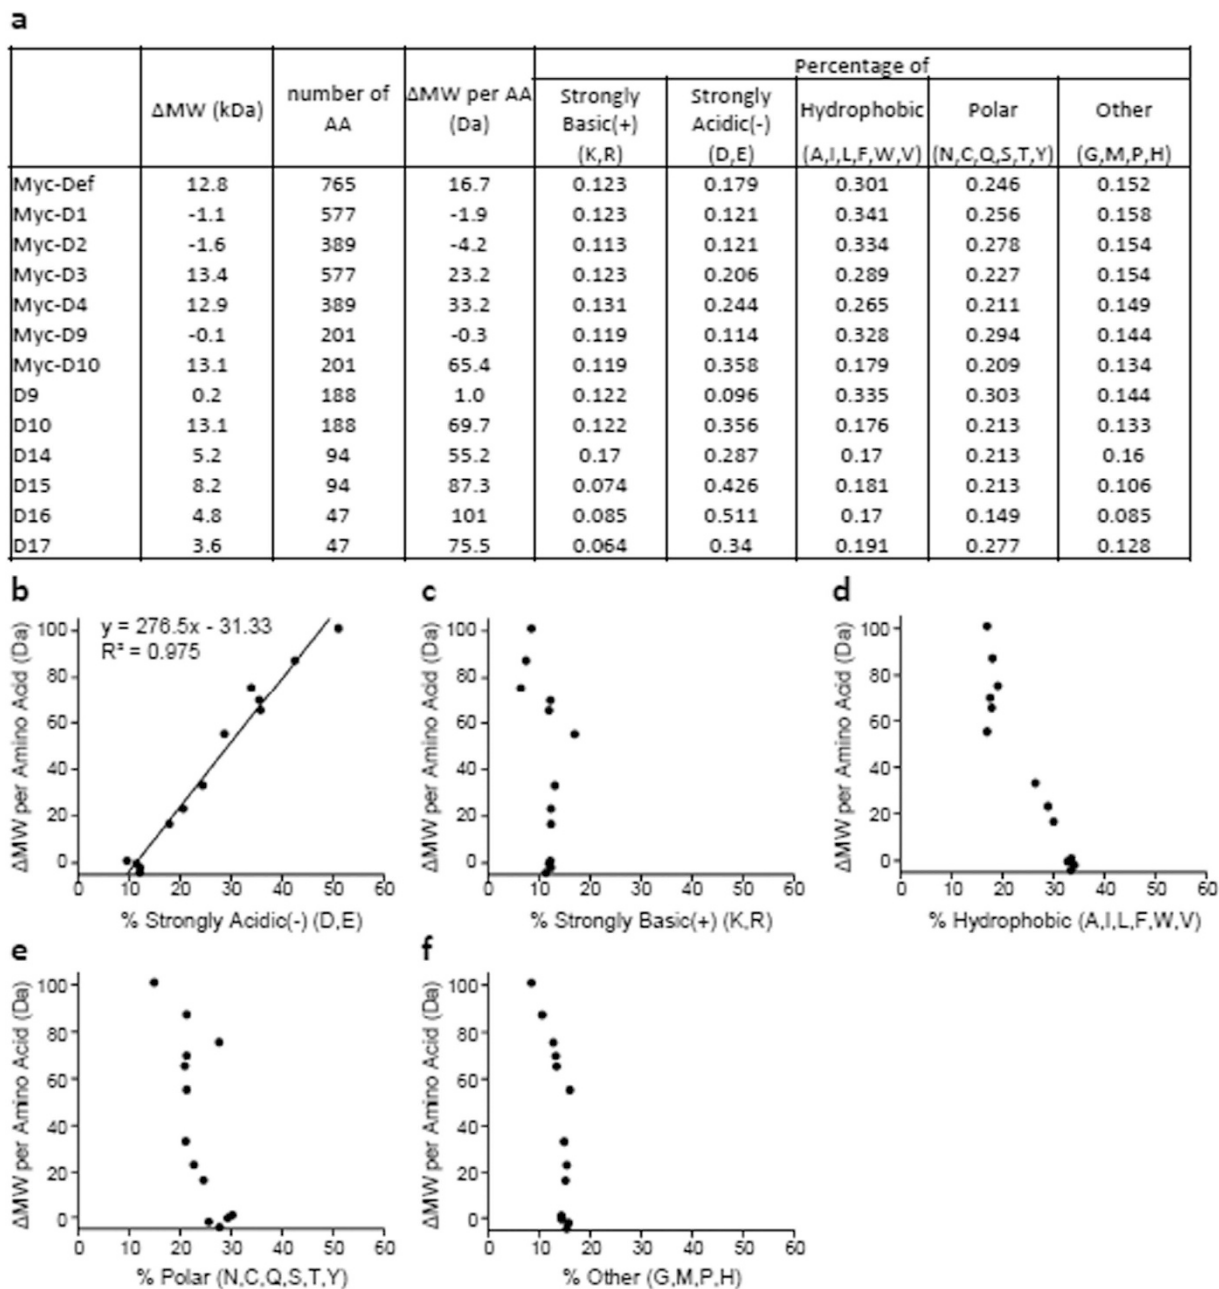 a
Percentage of
ΔMW (kDa) number of AA ΔMW per AA (Da) Strongly Basic(+) (K,R) Strongly Acidic(-) (D,E) Hydrophobic (A,I,L,F,W,V) Polar (N,C,Q,S,T,Y) Other (G,M,P,H)
Myc-Def 12.8 765 16.7 0.123 0.179 0.301 0.246 0.152
Myc-D1 -1.1 577 -1.9 0.123 0.121 0.341 0.256 0.158
Myc-D2 -1.6 389 -4.2 0.113 0.121 0.334 0.278 0.154
Myc-D3 13.4 577 23.2 0.123 0.206 0.289 0.227 0.154
Myc-D4 12.9 389 33.2 0.131 0.244 0.265 0.211 0.149
Myc-D9 -0.1 201 -0.3 0.119 0.114 0.328 0.294 0.144
Myc-D10 13.1 201 65.4 0.119 0.358 0.179 0.209 0.134
D9 0.2 188 1.0 0.122 0.096 0.335 0.303 0.144
D10 13.1 188 69.7 0.122 0.356 0.176 0.213 0.133
D14 5.2 94 55.2 0.17 0.287 0.17 0.213 0.16
D15 8.2 94 87.3 0.074 0.426 0.181 0.213 0.106
D16 4.8 47 101 0.085 0.511 0.17 0.149 0.085
D17 3.6 47 75.5 0.064 0.34 0.191 0.277 0.128
b
y = 276.5x - 31.33
R² = 0.975
ΔMW per Amino Acid (Da)
100
80
60
40
20
0
0 10 20 30 40 50 60
% Strongly Acidic(-) (D,E)
c
ΔMW per Amino Acid (Da)
100
80
60
40
20
0
0 10 20 30 40 50 60
% Strongly Basic(+) (K,R)
d
ΔMW per Amino Acid (Da)
100
80
60
40
20
0
0 10 20 30 40 50 60
% Hydrophobic (A,I,L,F,W,V)
e
ΔMW per Amino Acid (Da)
100
80
60
40
20
0
0 10 20 30 40 50 60
% Polar (N,C,Q,S,T,Y)
f
ΔMW per Amino Acid (Da)
100
80
60
40
20
0
0 10 20 30 40 50 60
% Other (G,M,P,H)